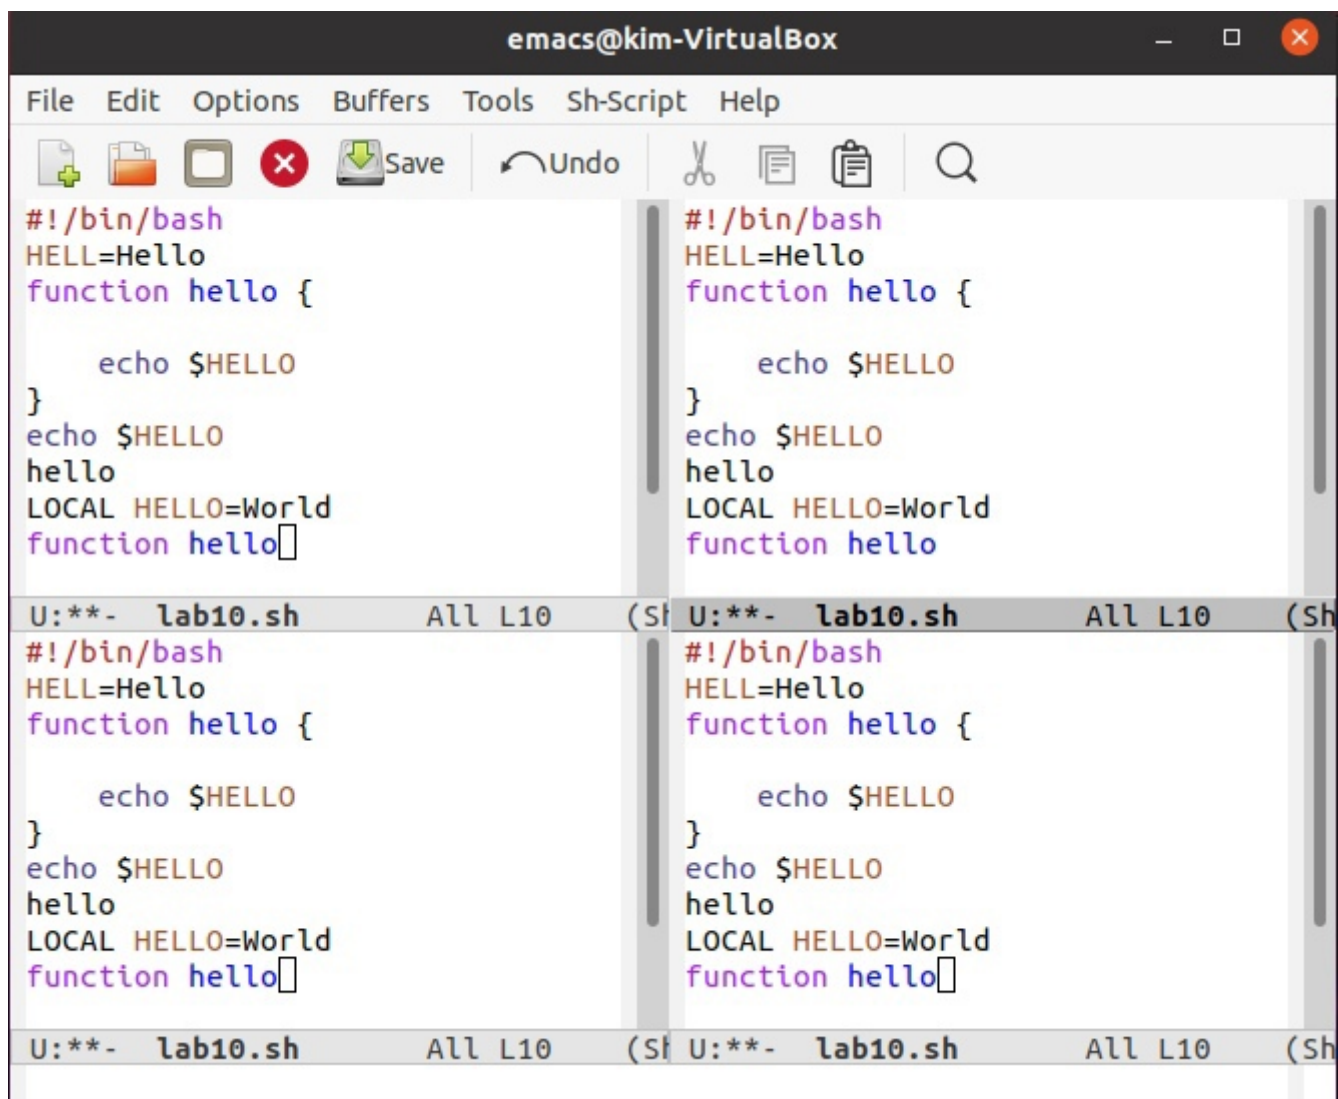 emacs@kim-VirtualBox
File Edit Options Buffers Tools Sh-Script Help
Save Undo
#!/bin/bash
HELL=Hello
function hello {
echo $HELLO
}
echo $HELLO
hello
LOCAL HELLO=World
function hello
U:**- lab10.sh All L10 (Sh
#!/bin/bash
HELL=Hello
function hello {
echo $HELLO
}
echo $HELLO
hello
LOCAL HELLO=World
function hello
U:**- lab10.sh All L10 (Sh
#!/bin/bash
HELL=Hello
function hello {
echo $HELLO
}
echo $HELLO
hello
LOCAL HELLO=World
function hello
U:**- lab10.sh All L10 (Sh
#!/bin/bash
HELL=Hello
function hello {
echo $HELLO
}
echo $HELLO
hello
LOCAL HELLO=World
function hello
U:**- lab10.sh All L10 (Sh